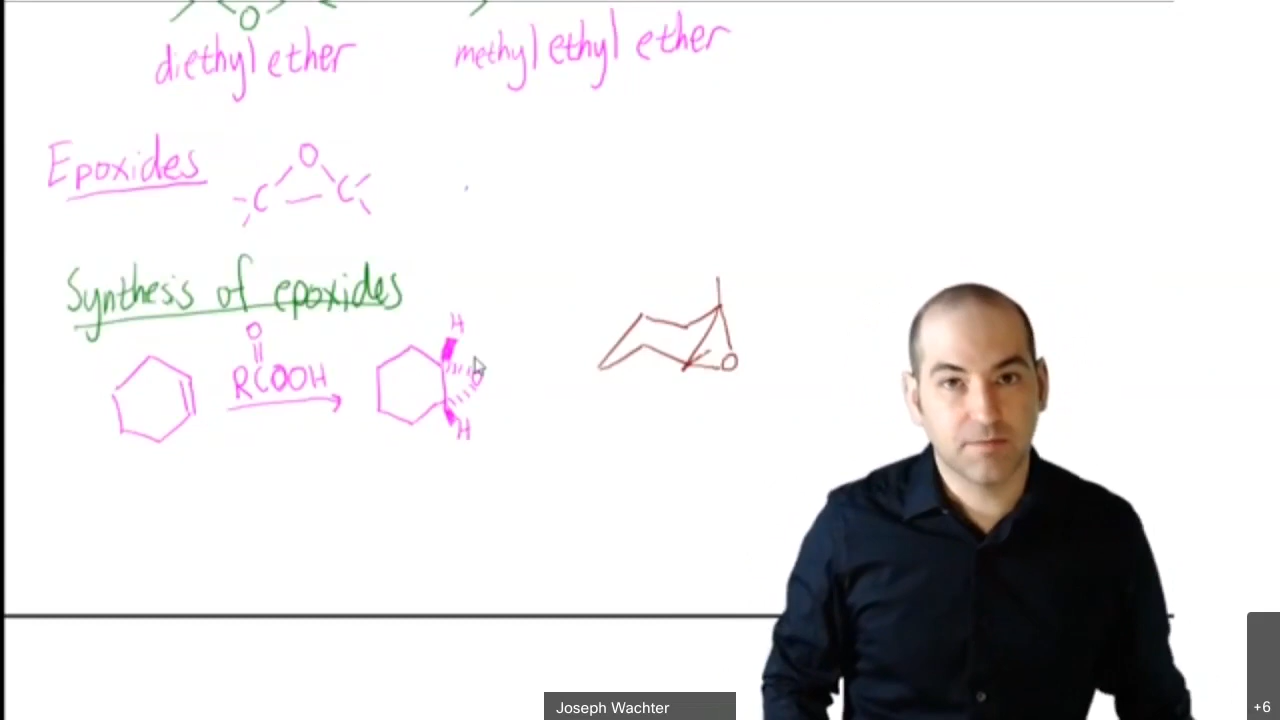 O
diethyl ether
methyl ethyl ether
Epoxides
O
C C
Synthesis of epoxides
O
RCOOH
H
O
H
O
Joseph Wachter
+6